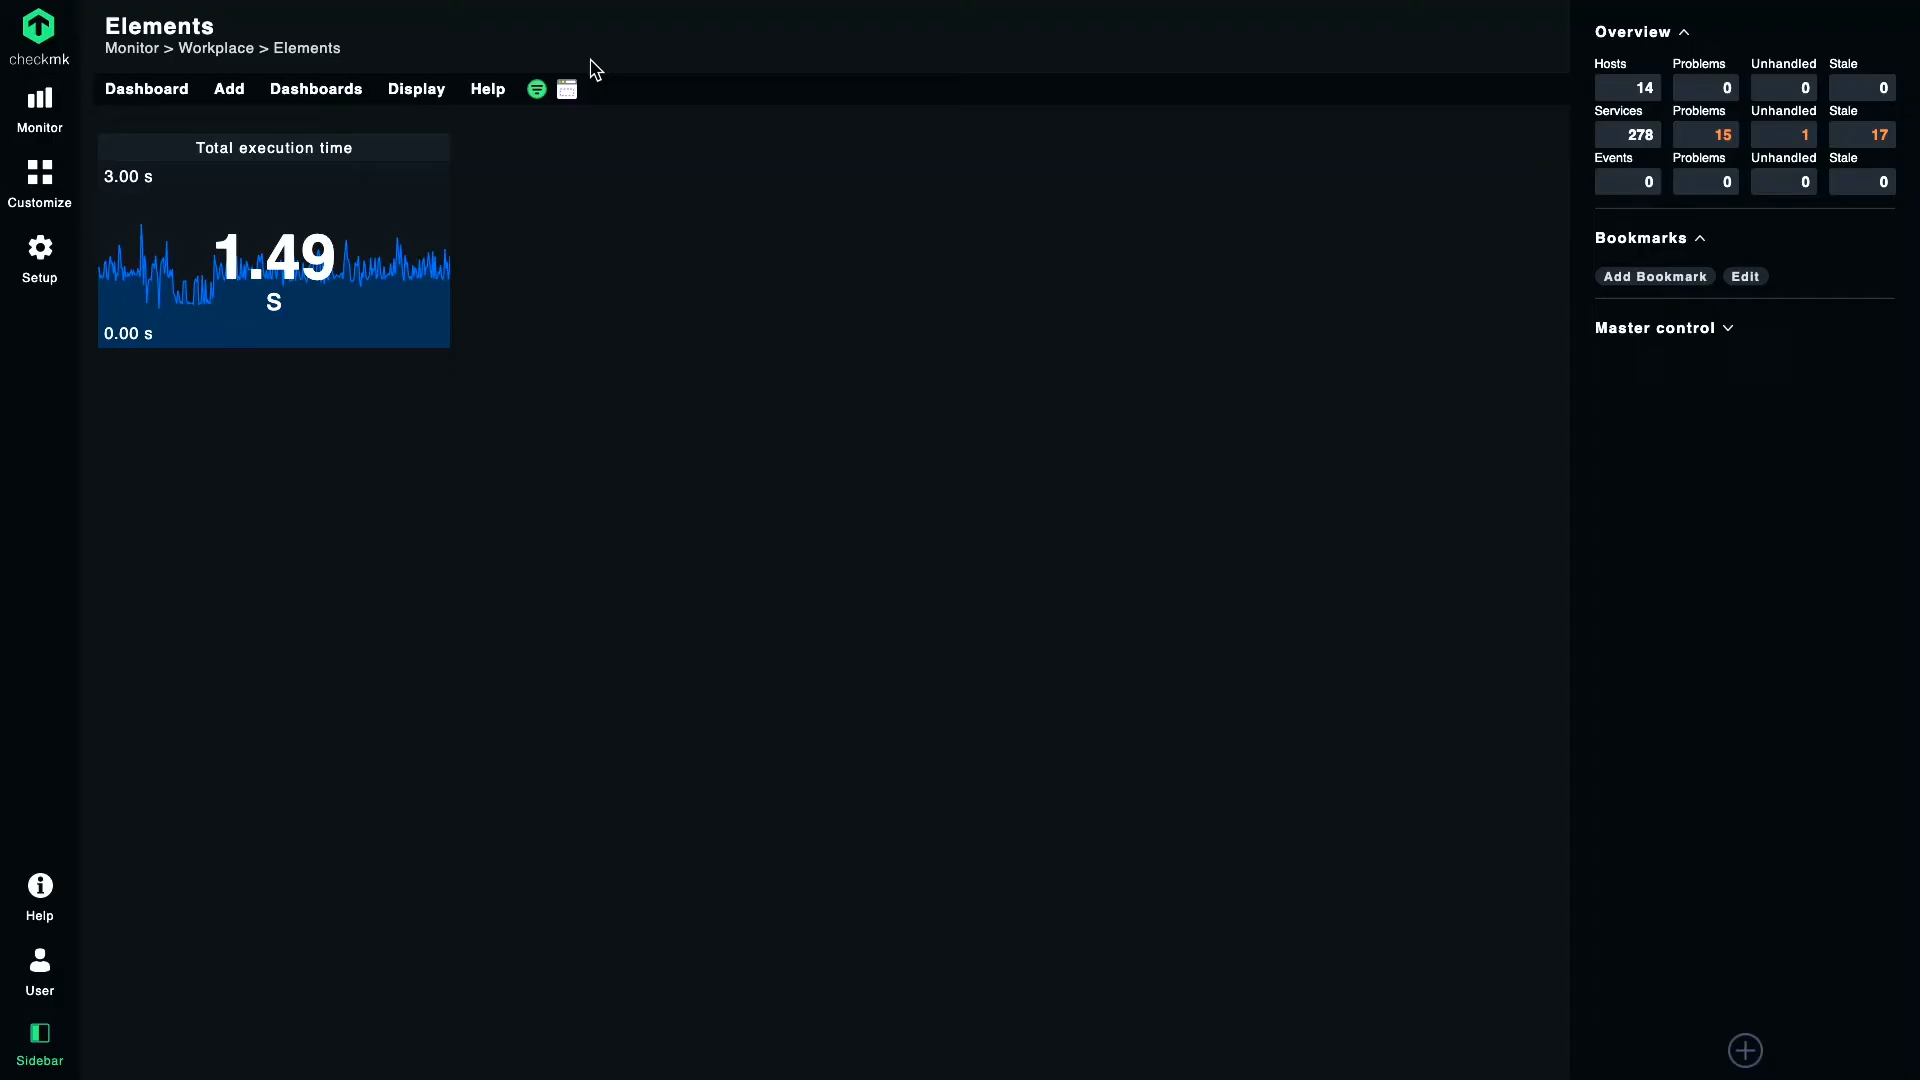 checkmk
Monitor
Customize
Setup
Help
User
Sidebar
Elements
Monitor > Workplace > Elements
Dashboard Add Dashboards Display Help
Total execution time
3.00 s
1.49
s
0.00 s
Overview
Hosts Problems Unhandled Stale
14 0 0 0
Services Problems Unhandled Stale
278 15 1 17
Events Problems Unhandled Stale
0 0 0 0
Bookmarks
Add Bookmark Edit
Master control